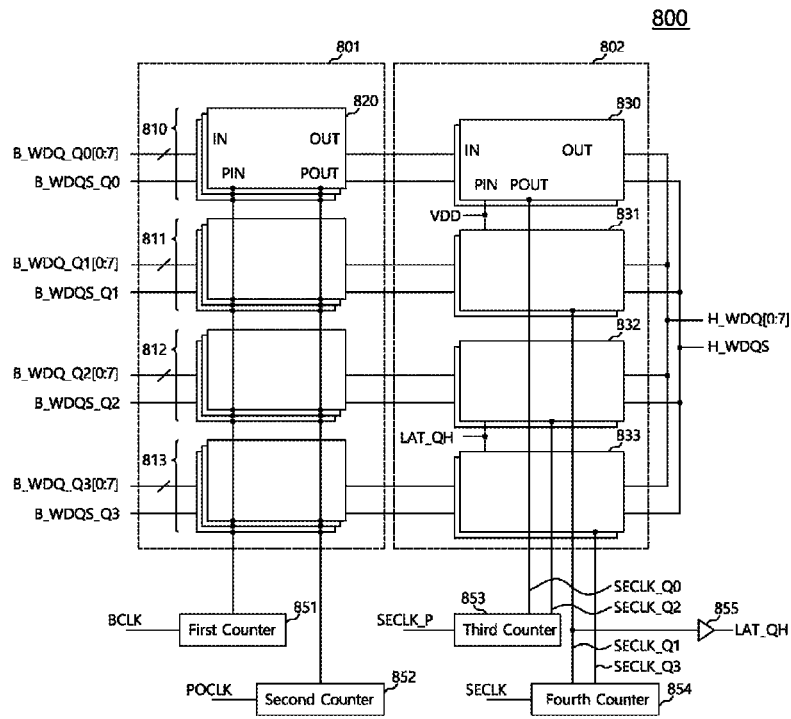 800
801
802
810
820
830
IN
OUT
IN
OUT
B_WDQ_Q0[0:7]
B_WDQS_Q0
PIN
POUT
PIN
POUT
VDD
811
831
B_WDQ_Q1[0:7]
B_WDQS_Q1
H_WDQ[0:7]
H_WDQS
812
832
B_WDQ_Q2[0:7]
B_WDQS_Q2
LAT_QH
813
833
B_WDQ_Q3[0:7]
B_WDQS_Q3
SECLK_Q0
SECLK_Q2
BCLK
First Counter
851
SECLK_P
853
Third Counter
855
LAT_QH
SECLK_Q1
SECLK_Q3
POCLK
Second Counter
852
SECLK
Fourth Counter
854